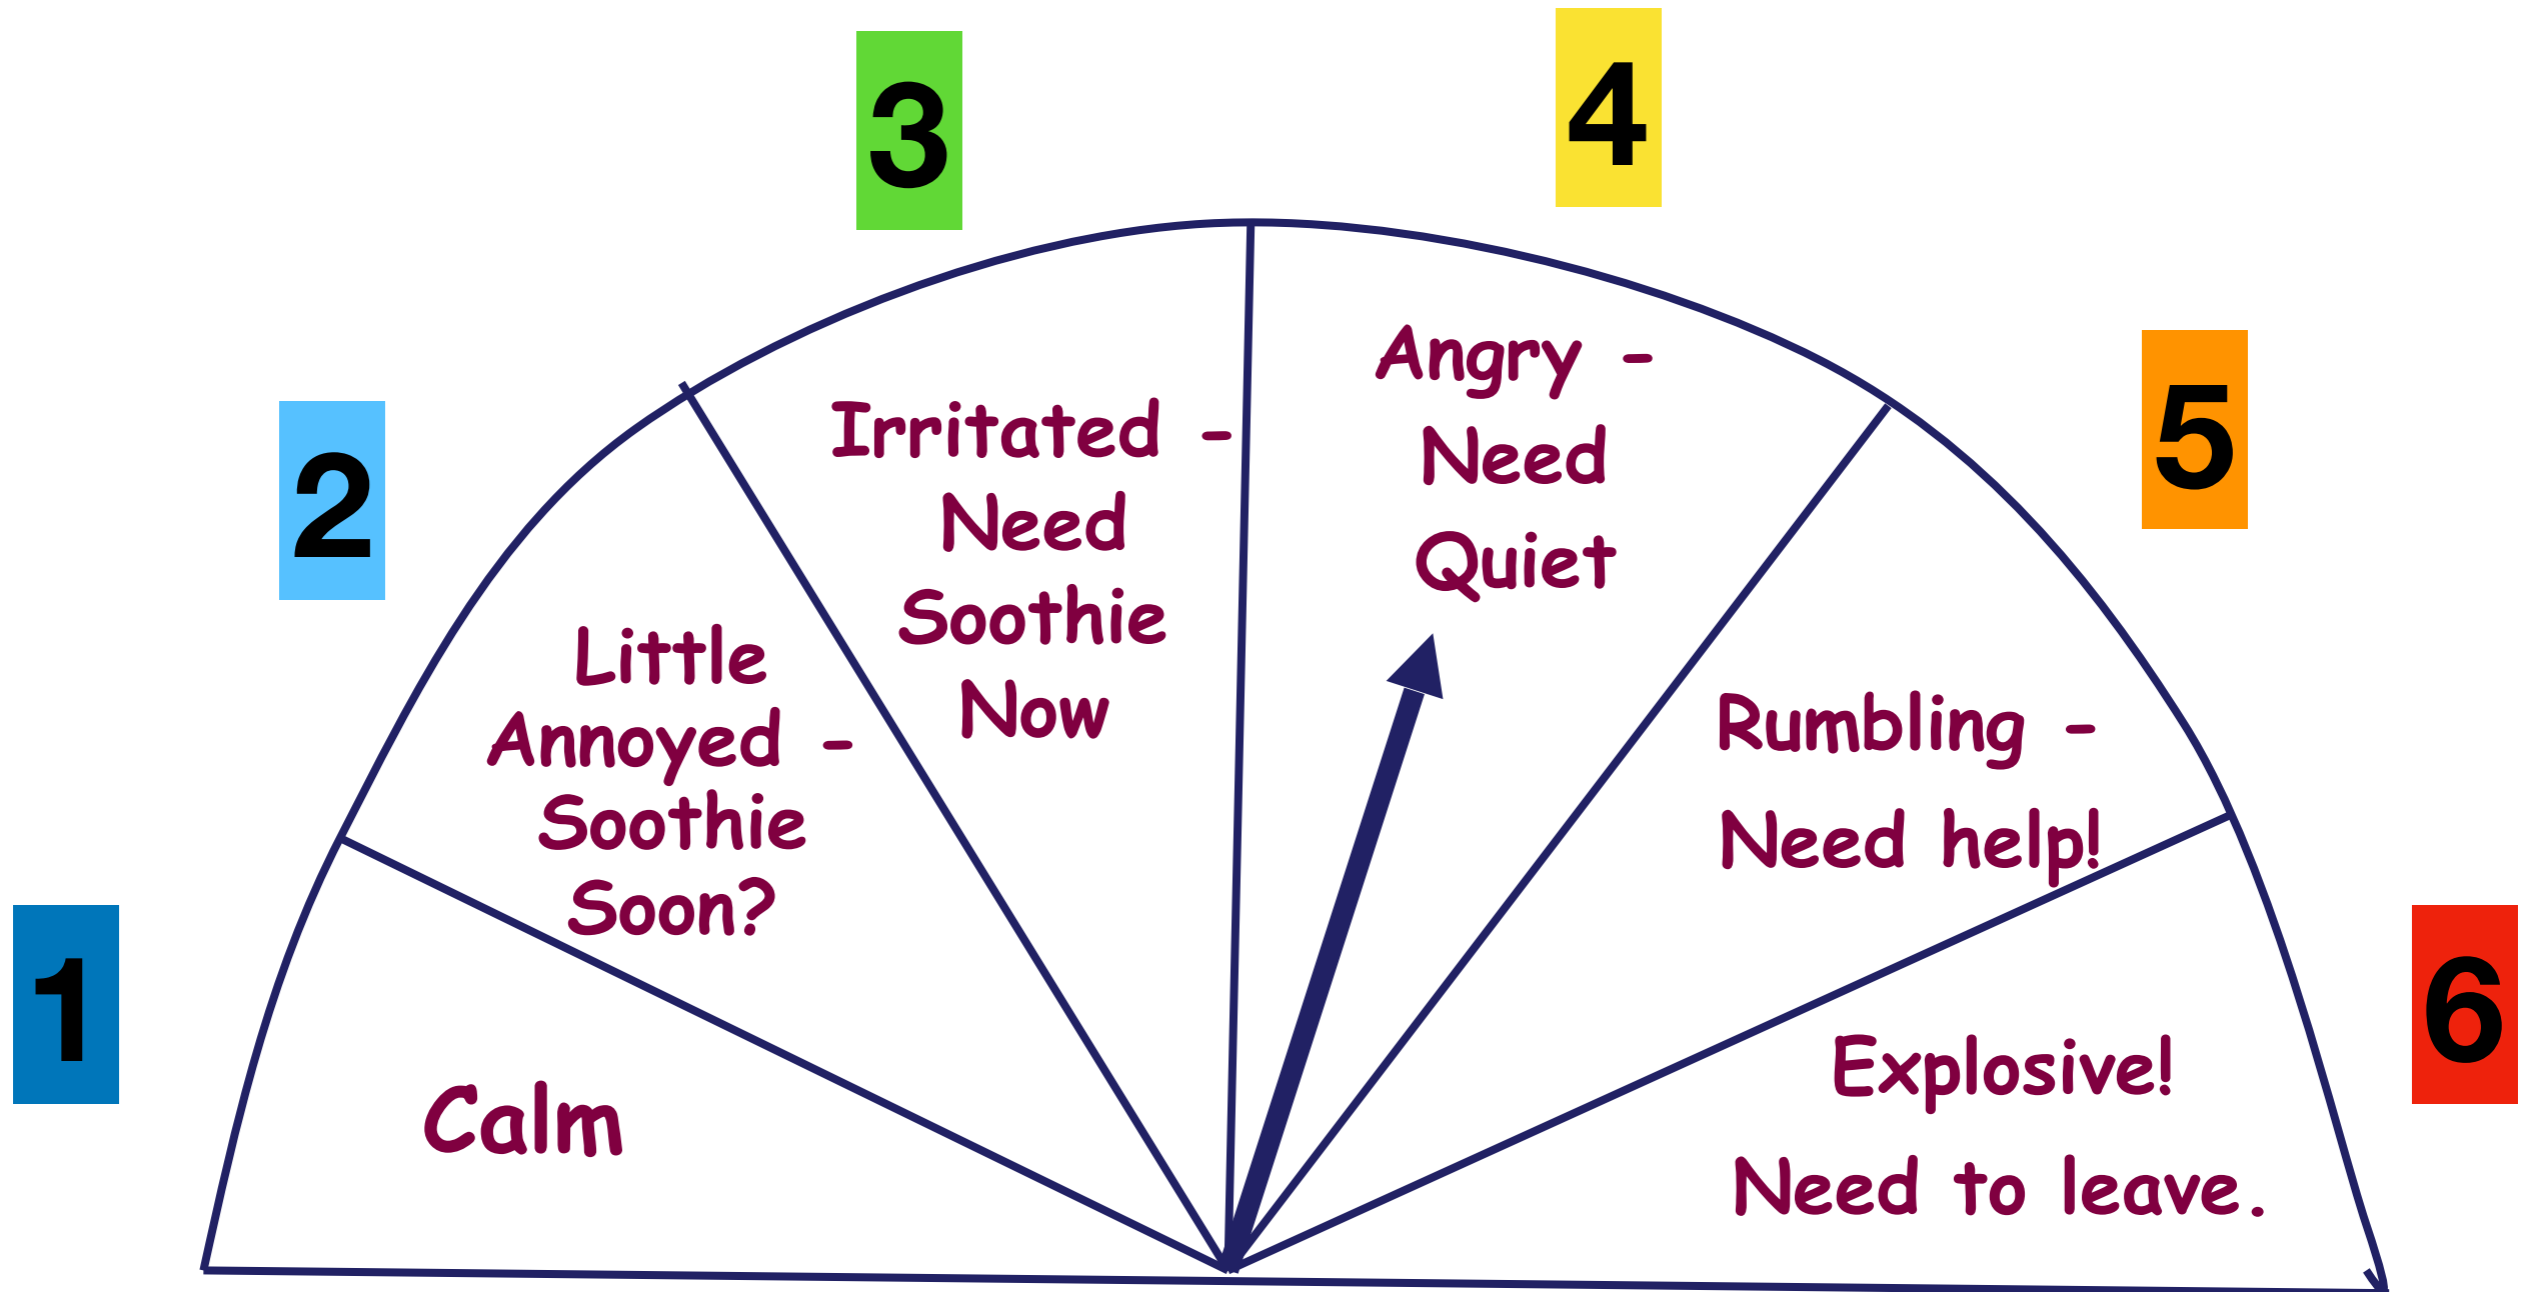 1
Calm
2
Little
Annoyed -
Soothie
Soon?
3
Irritated -
Need
Soothie
Now
4
Angry -
Need
Quiet
5
Rumbling -
Need help!
6
Explosive!
Need to leave.